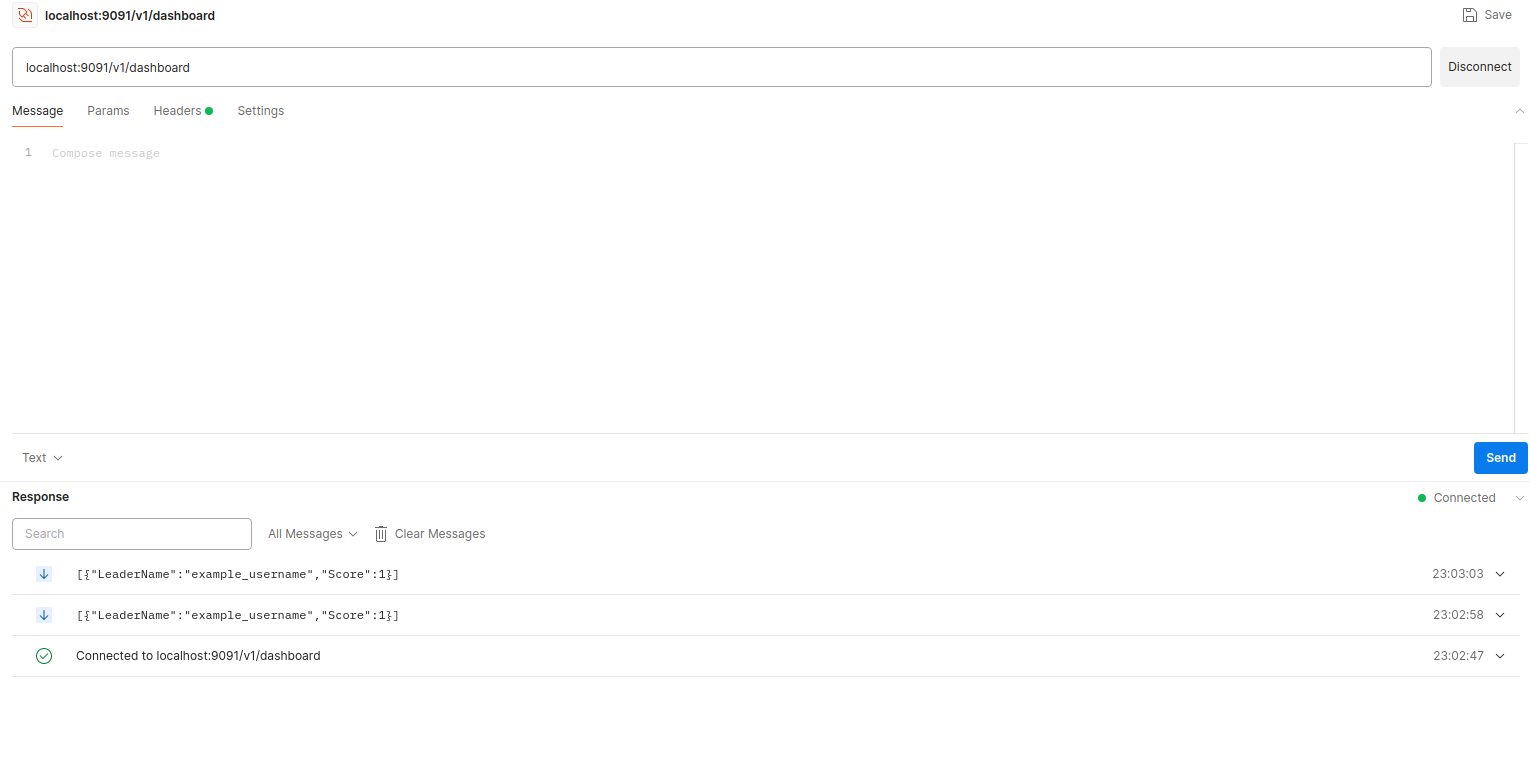 localhost:9091/v1/dashboard Save
localhost:9091/v1/dashboard Disconnect
Message Params Headers Settings
1 Compose message
Text Send
Response Connected
Search All Messages Clear Messages
[{"LeaderName":"example_username","Score":1}] 23:03:03
[{"LeaderName":"example_username","Score":1}] 23:02:58
Connected to localhost:9091/v1/dashboard 23:02:47